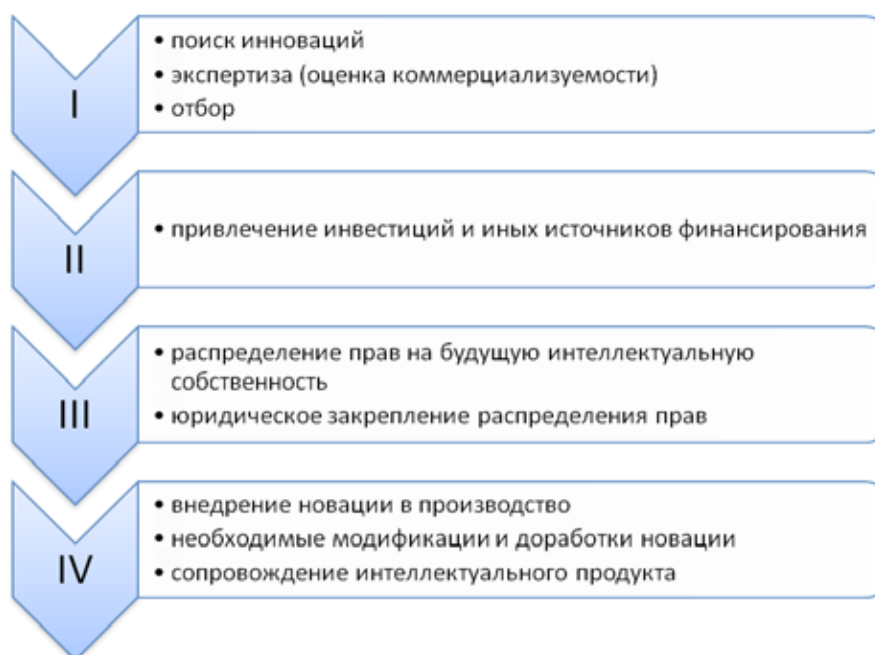 I
• поиск инноваций
• экспертиза (оценка коммерциализуемости)
• отбор
II
• привлечение инвестиций и иных источников финансирования
III
• распределение прав на будущую интеллектуальную
собственность
• юридическое закрепление распределения прав
IV
• внедрение новации в производство
• необходимые модификации и доработки новации
• сопровождение интеллектуального продукта